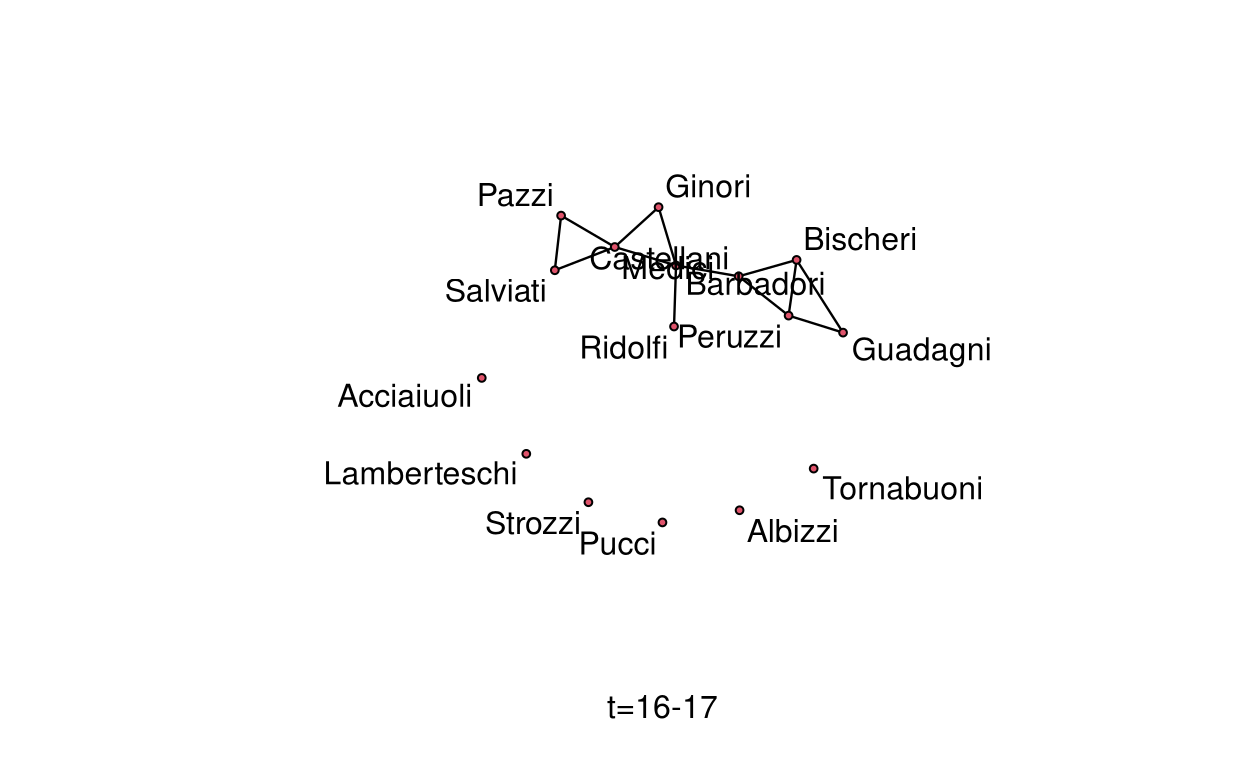 Ginori
Pazzi
Bischeri
Castellani
Medici
Barbadori
Salviati
Peruzzi
Ridolfi
Guadagni
Acciaiuoli
Lamberteschi
Tornabuoni
Strozzi
Albizzi
Pucci
t=16-17